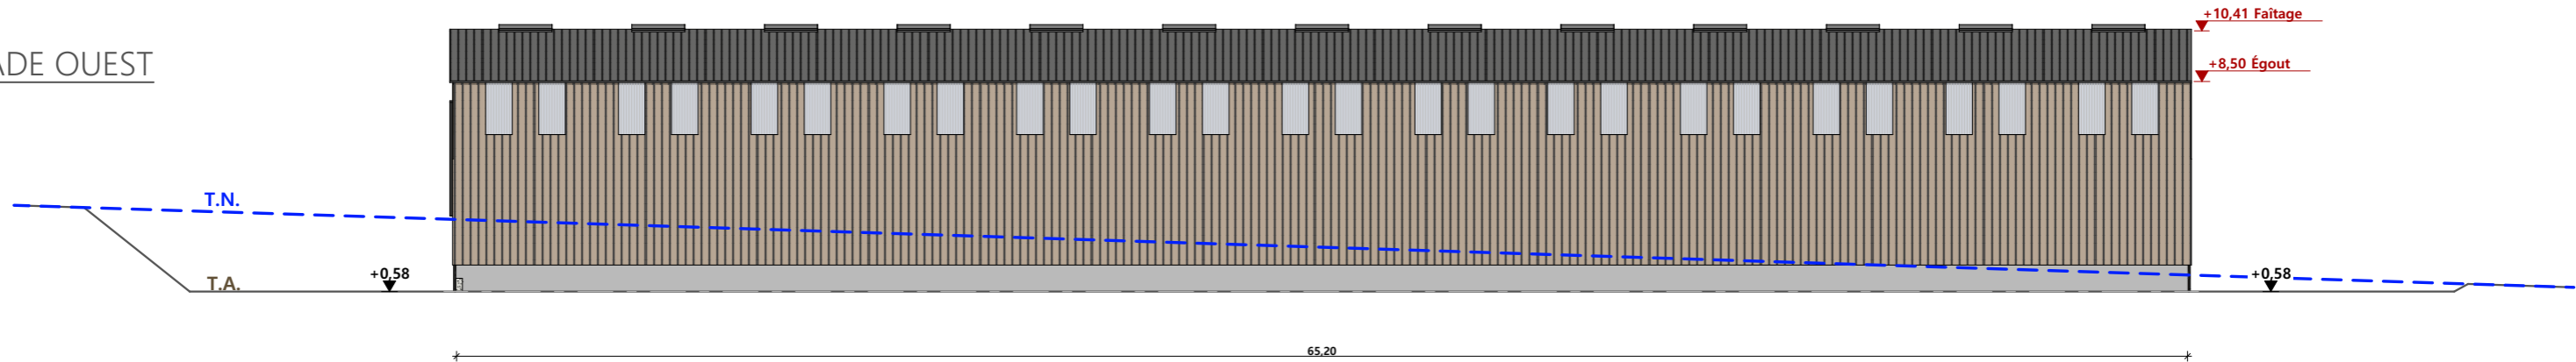 +10,41 Faîtage
ADE OUEST
+8,50 Égout
T.N.
T.A.
+0,58
+0,58
65,20